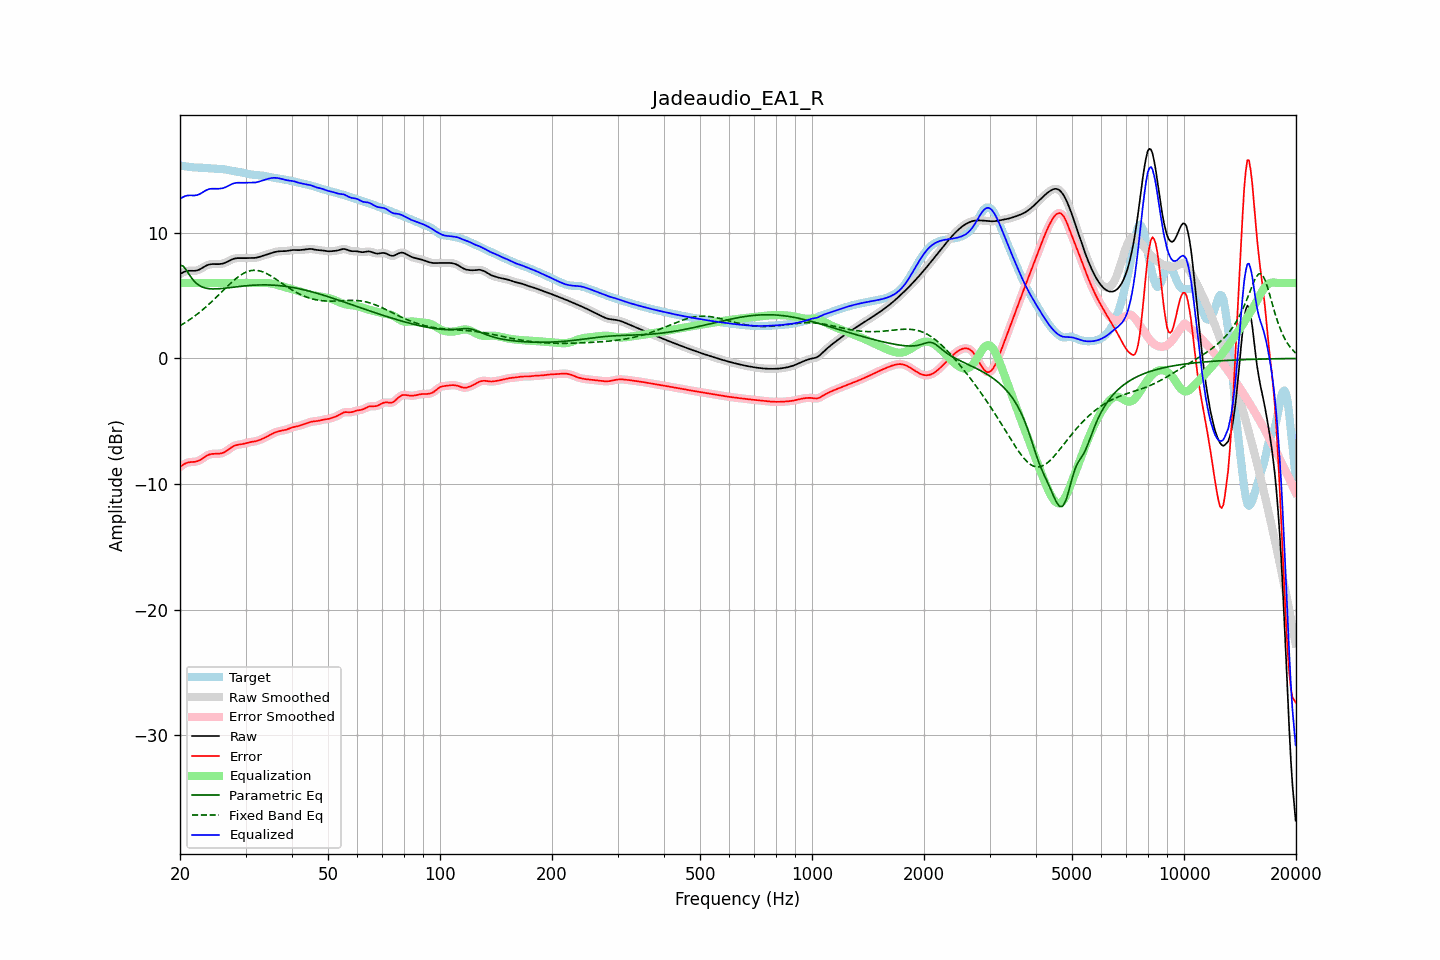 Jadeaudio_EA1_R
Amplitude (dBr)
10
0
−10
−20
−30
Target
Raw Smoothed
Error Smoothed
Raw
Error
Equalization
Parametric Eq
Fixed Band Eq
Equalized
20 50 100 200 500 1000 2000 5000 10000 20000
Frequency (Hz)